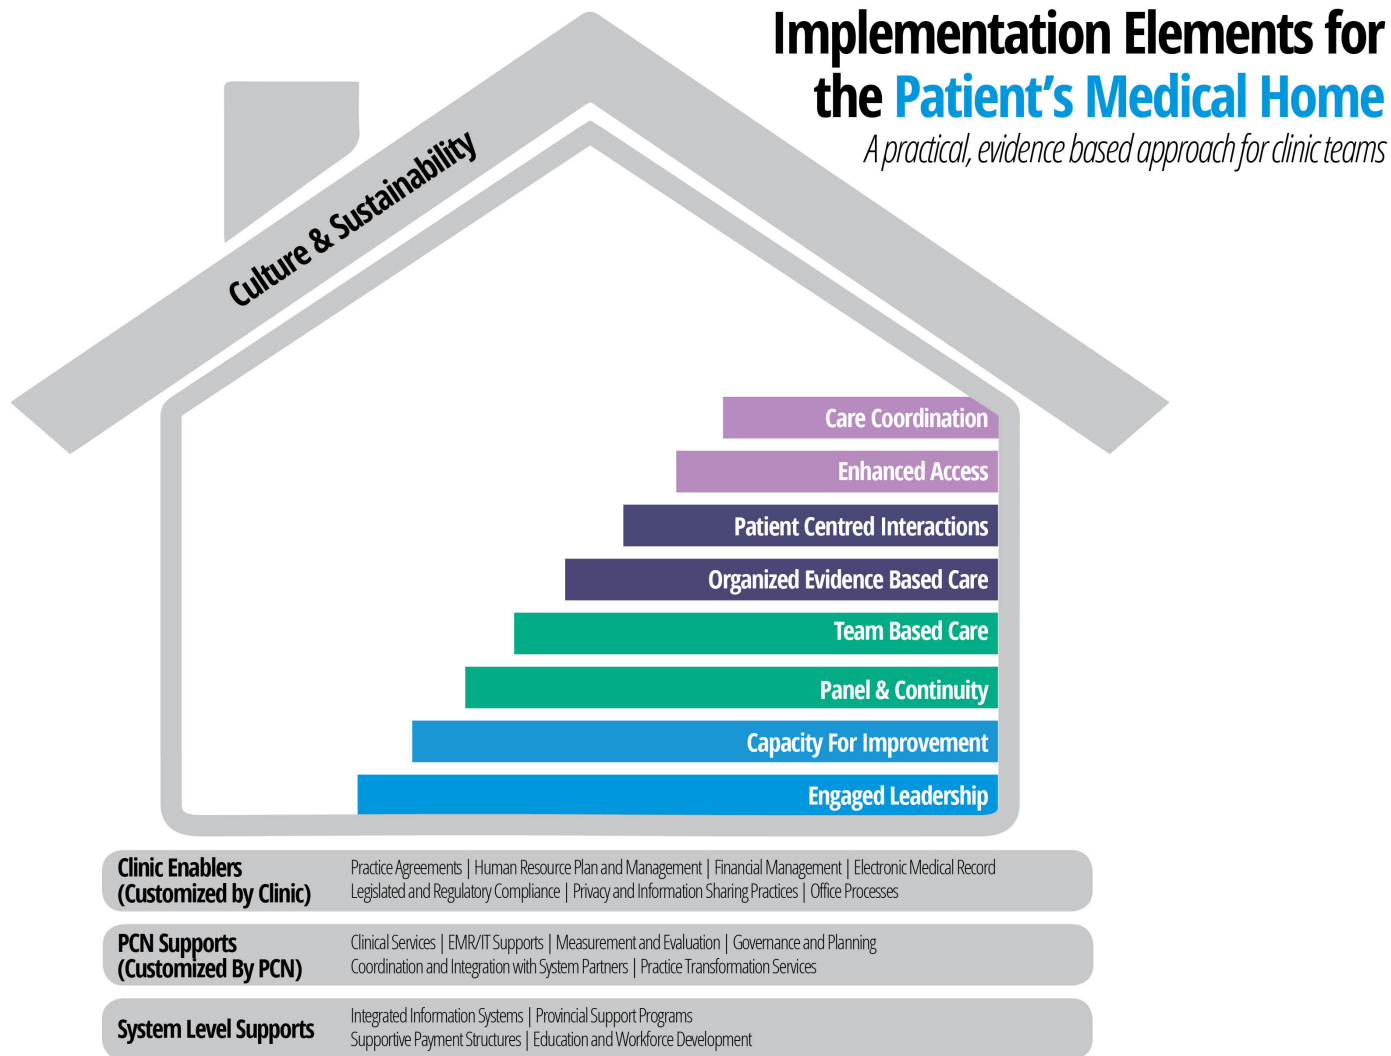 Implementation Elements for
the Patient’s Medical Home
A practical, evidence based approach for clinic teams
Culture & Sustainability
Care Coordination
Enhanced Access
Patient Centred Interactions
Organized Evidence Based Care
Team Based Care
Panel & Continuity
Capacity For Improvement
Engaged Leadership
Clinic Enablers
(Customized by Clinic)
Practice Agreements | Human Resource Plan and Management | Financial Management | Electronic Medical Record
Legislated and Regulatory Compliance | Privacy and Information Sharing Practices | Office Processes
PCN Supports
(Customized By PCN)
Clinical Services | EMR/IT Supports | Measurement and Evaluation | Governance and Planning
Coordination and Integration with System Partners | Practice Transformation Services
System Level Supports
Integrated Information Systems | Provincial Support Programs
Supportive Payment Structures | Education and Workforce Development